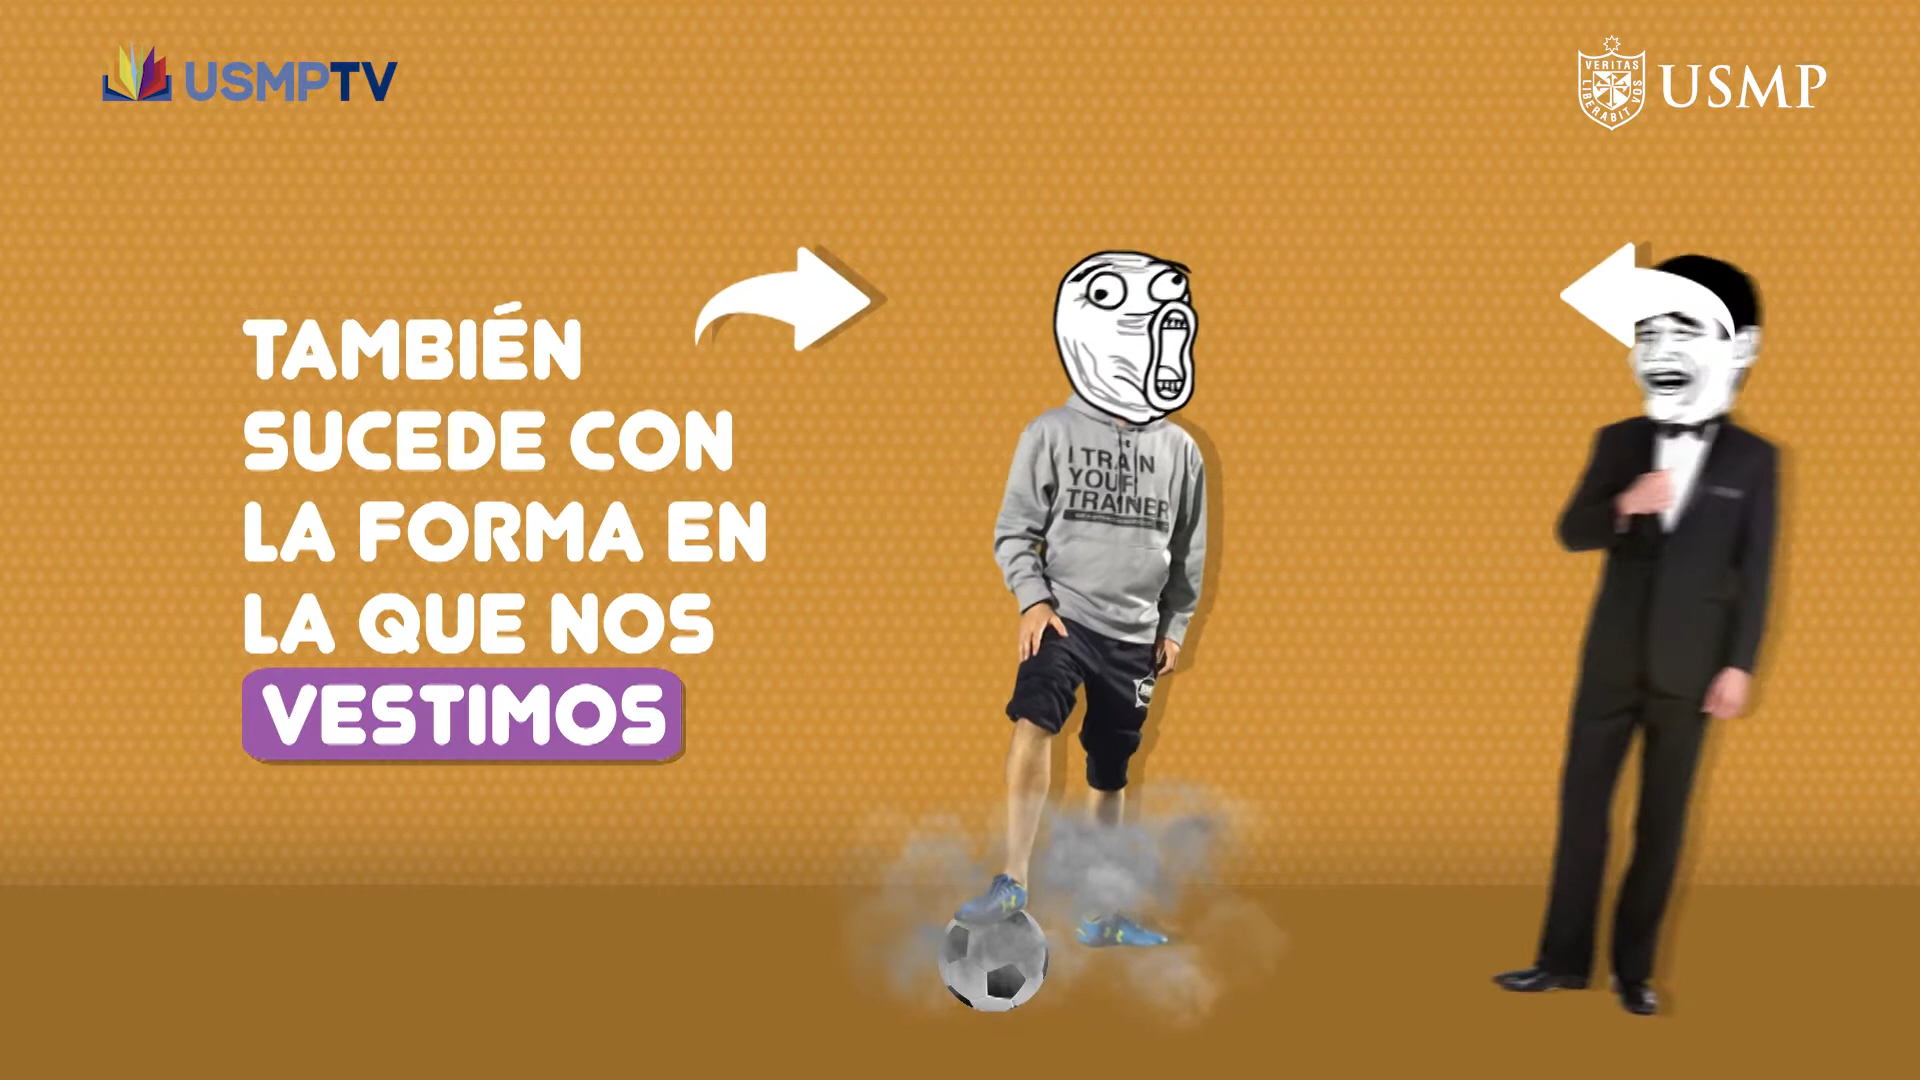 USMPTV
VERITAS
LIBERABIT VOS
USMP
TAMBIÉN
SUCEDE CON
LA FORMA EN
LA QUE NOS
VESTIMOS
I TRAIN
YOUR
TRAINER